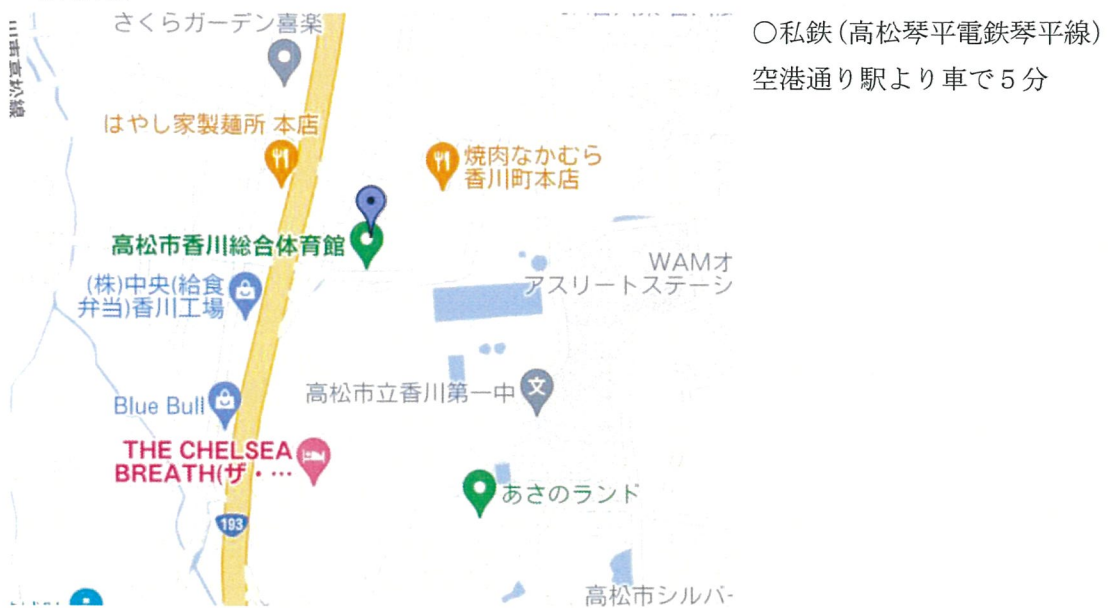 ○私鉄(高松琴平電鉄琴平線)
空港通り駅より車で5分
さくらガーデン喜楽
はやし家製麺所 本店
焼肉なかむら
香川町本店
高松市香川総合体育館
(株)中央(給食
弁当)香川工場
WAMオ
アスリートステーシ
高松市立香川第一中
Blue Bull
THE CHELSEA
BREATH(ザ・…
あさのランド
193
高松市シルバ-